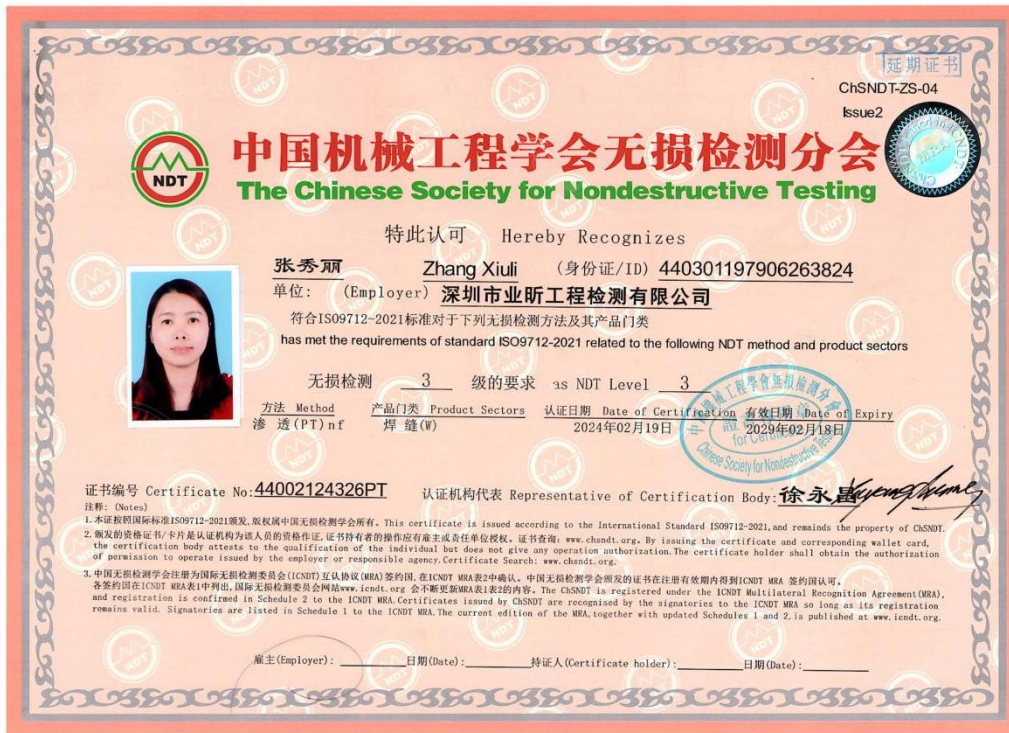 延期证书
ChSNDT-ZS-04
Issue2
NDT
中国机械工程学会无损检测分会
The Chinese Society for Nondestructive Testing
特此认可 Hereby Recognizes
张秀丽 Zhang Xiuli (身份证/ID) 440301197906263824
单位: (Employer) 深圳市业昕工程检测有限公司
符合ISO9712-2021标准对于下列无损检测方法及其产品门类
has met the requirements of standard ISO9712-2021 related to the following NDT method and product sectors
无损检测 3 级的要求 as NDT Level 3
方法 Method 产品门类 Product Sectors 认证日期 Date of Certification 有效日期 Date of Expiry
渗 透(PT)nf 焊 缝(W) 2024年02月19日 2029年02月18日
for Certificate
Chinese Society for Nondestructive Testing
证书编号 Certificate No:44002124326PT 认证机构代表 Representative of Certification Body:徐永昌
注释: (Notes)
1.本证按照国际标准ISO9712-2021颁发,版权属中国无损检测学会所有。This certificate is issued according to the International Standard ISO9712-2021,and remainds the property of ChSNDT.
2.颁发的资格证书/卡片是认证机构为该人员的资格作证,证书持有者的操作应有雇主或责任单位授权。证书查询: www.chsndt.org。By issuing the certificate and corresponding wallet card,
the certification body attests to the qualification of the individual but does not give any operation authorization.The certificate holder shall obtain the authorization
of permission to operate issued by the employer or responsible agency.Certificate Search: www.chsndt.org.
3.中国无损检测学会注册为国际无损检测委员会(ICNDT)互认协议(MRA)签约国,在ICNDT MRA表2中确认。中国无损检测学会颁发的证书在注册有效期内得到ICNDT MRA 签约国认可。
各签约国在ICNDT MRA表1中列出,国际无损检测委员会网站www.icndt.org 会不断更新MRA表1表2的内容。The ChSNDT is registered under the ICNDT Multilateral Recognition Agreement(MRA),
and registration is confirmed in Schedule 2 to the ICNDT MRA.Certificates issued by ChSNDT are recognised by the signatories to the ICNDT MRA so long as its registration
remains valid. Signatories are listed in Schedule 1 to the ICNDT MRA.The current edition of the MRA,together with updated Schedules 1 and 2,is published at www.icndt.org.
雇主(Employer): 日期(Date): 持证人(Certificate holder): 日期(Date):